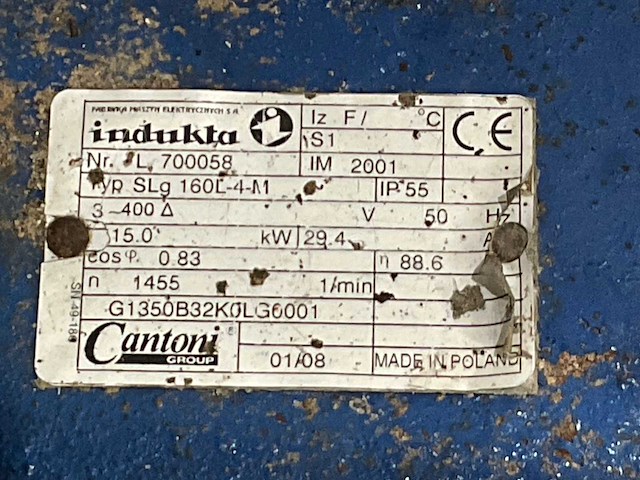 FABRYKA MASZYN ELEKTRYCZNYCH S.A.
indukta Iz F/ °C CE
S1
Nr. L 700058 IM 2001
Typ SLg 160L-4-M IP 55
3 ~400 Δ V 50 Hz
15.0 kW 29.4 A
cos φ. 0.83 η 88.6
n 1455 1/min
G1350B32K0LG6001
Cantoni ®
GROUP 01/08 MADE IN POLAND